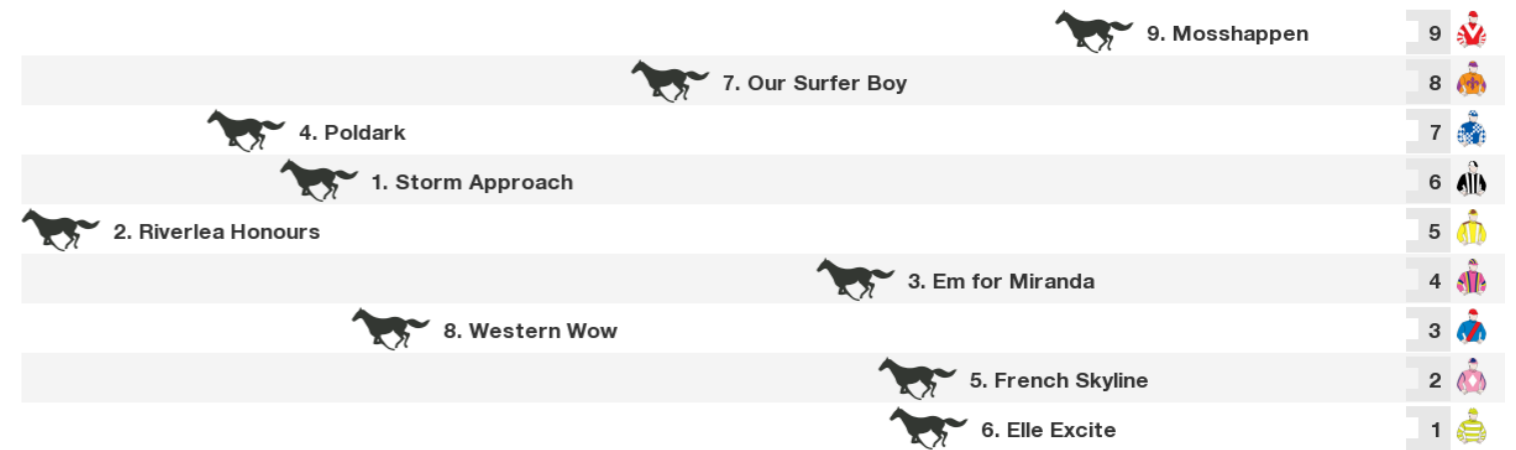 9. Mosshappen 9
7. Our Surfer Boy 8
4. Poldark 7
1. Storm Approach 6
2. Riverlea Honours 5
3. Em for Miranda 4
8. Western Wow 3
5. French Skyline 2
6. Elle Excite 1